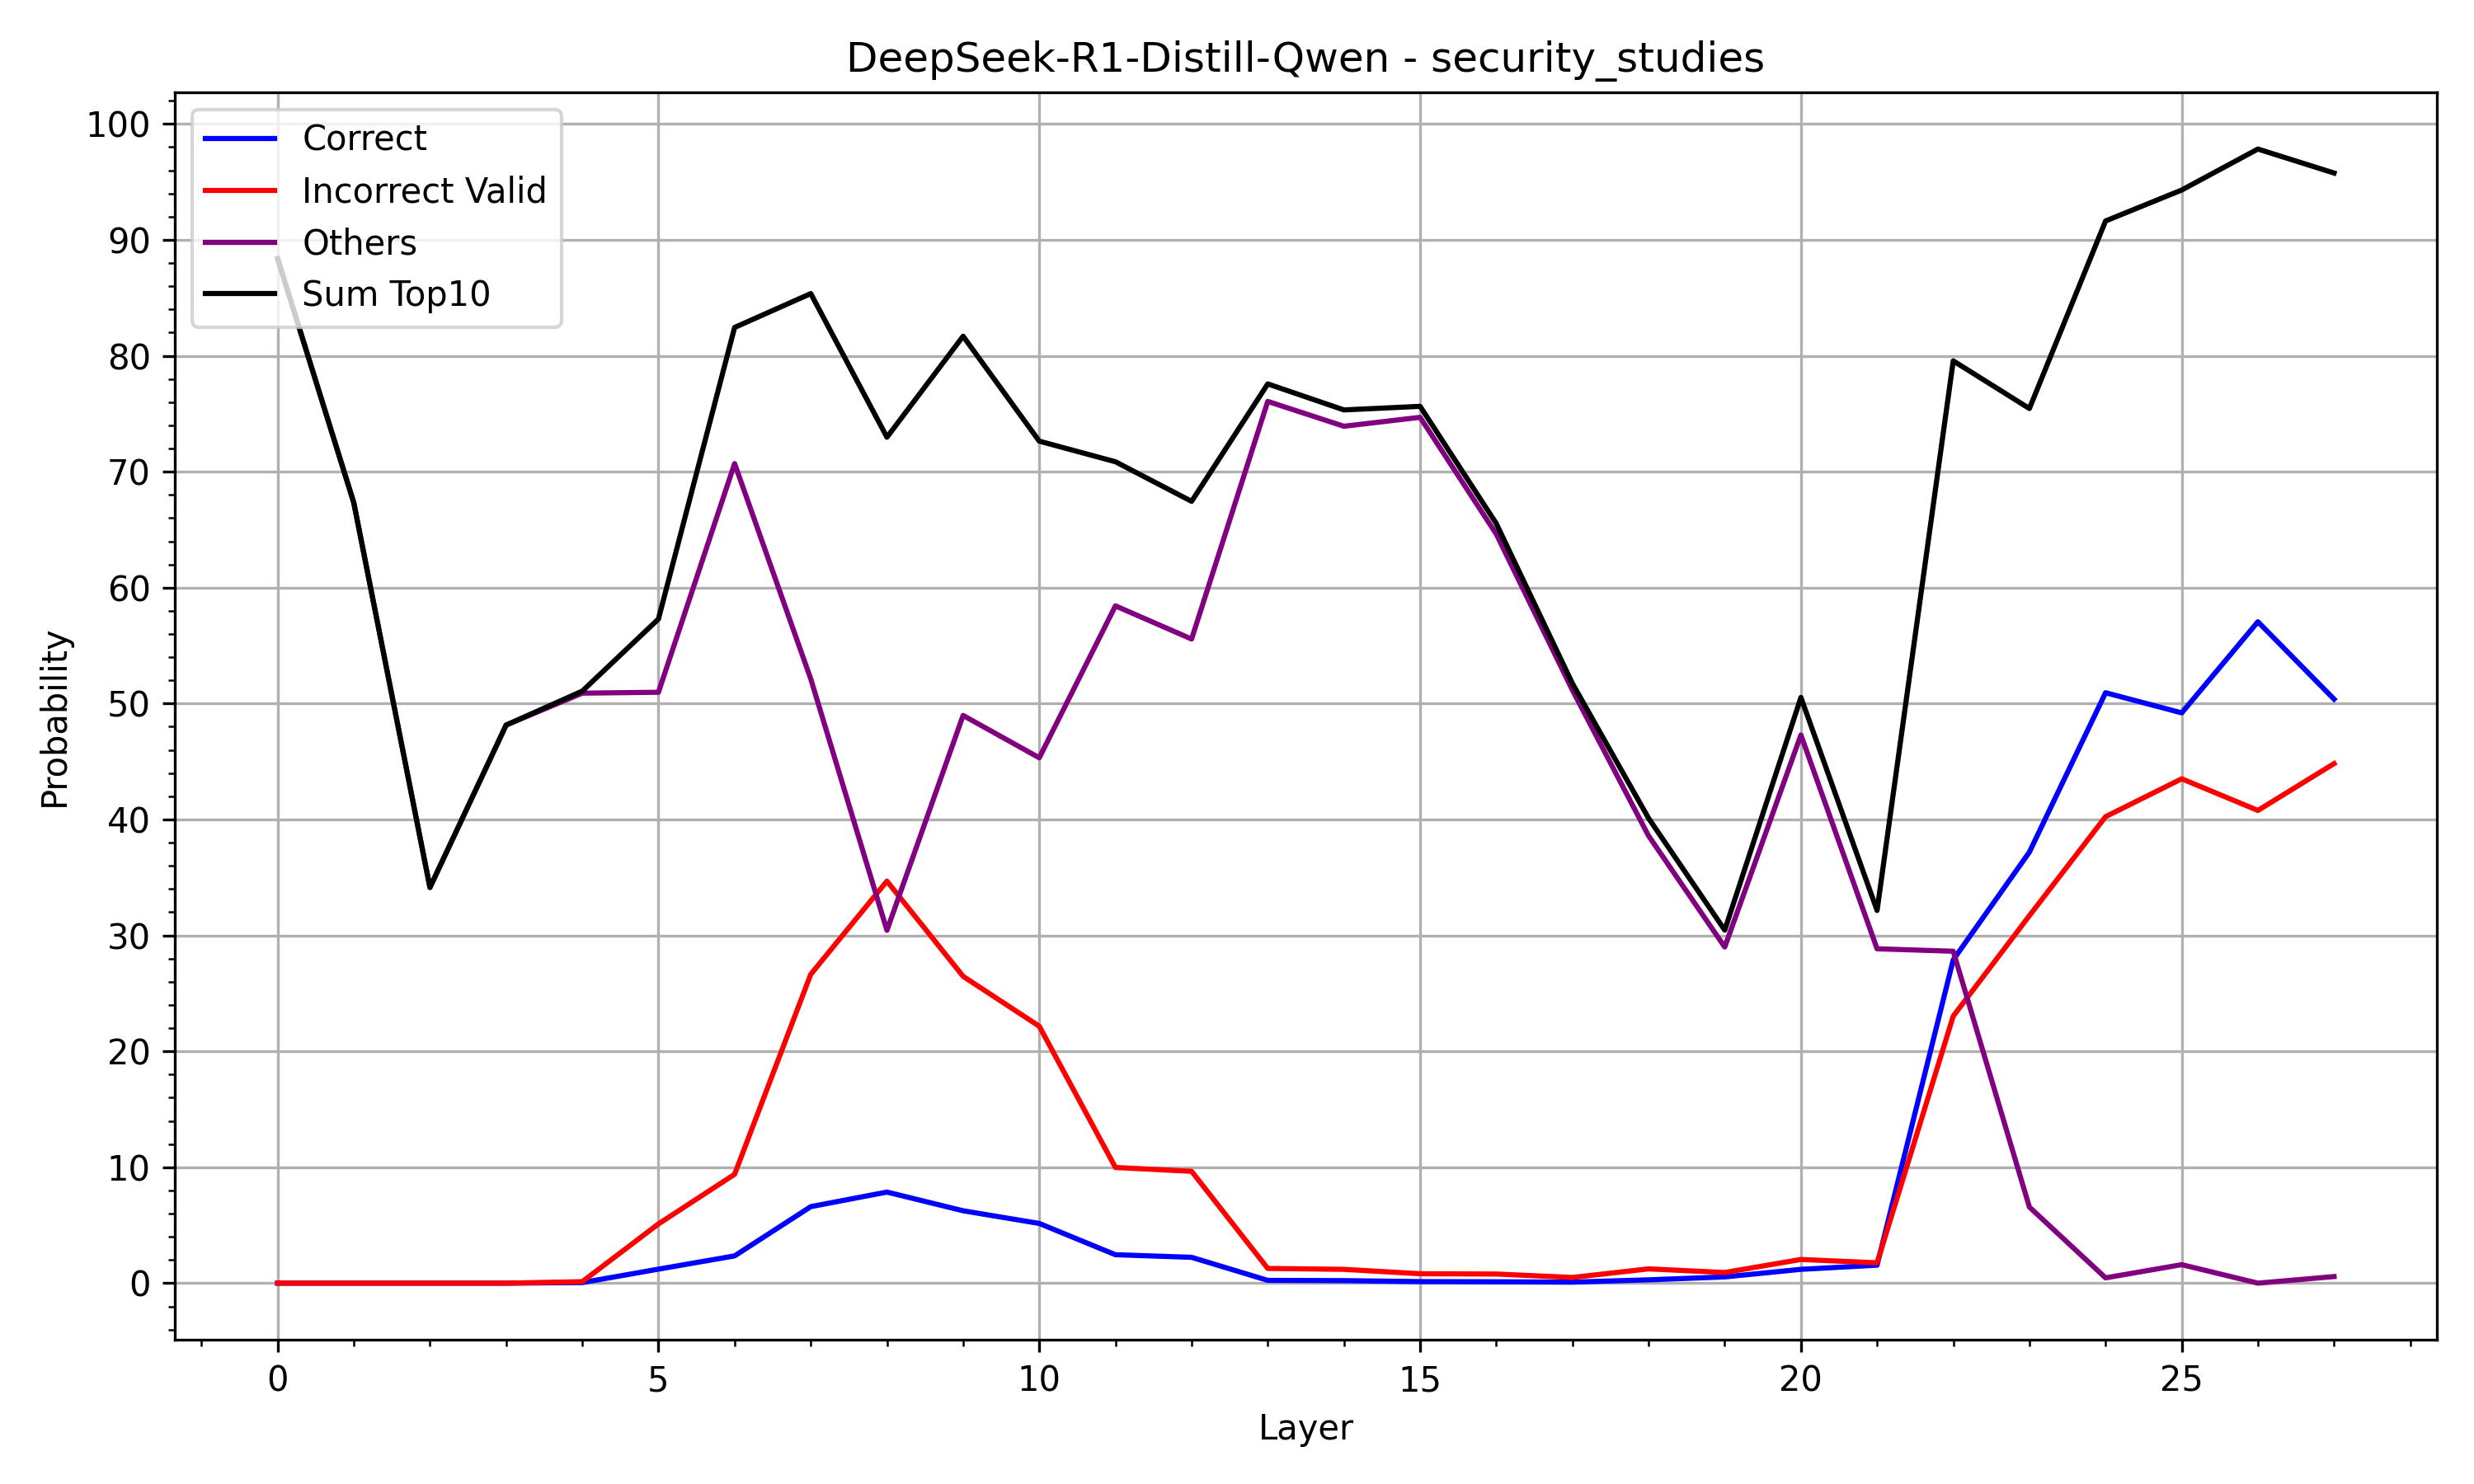 DeepSeek-R1-Distill-Qwen - security_studies
Correct
Incorrect Valid
Others
Sum Top10
100
90
80
70
60
50
40
30
20
10
0
Probability
0 5 10 15 20 25
Layer